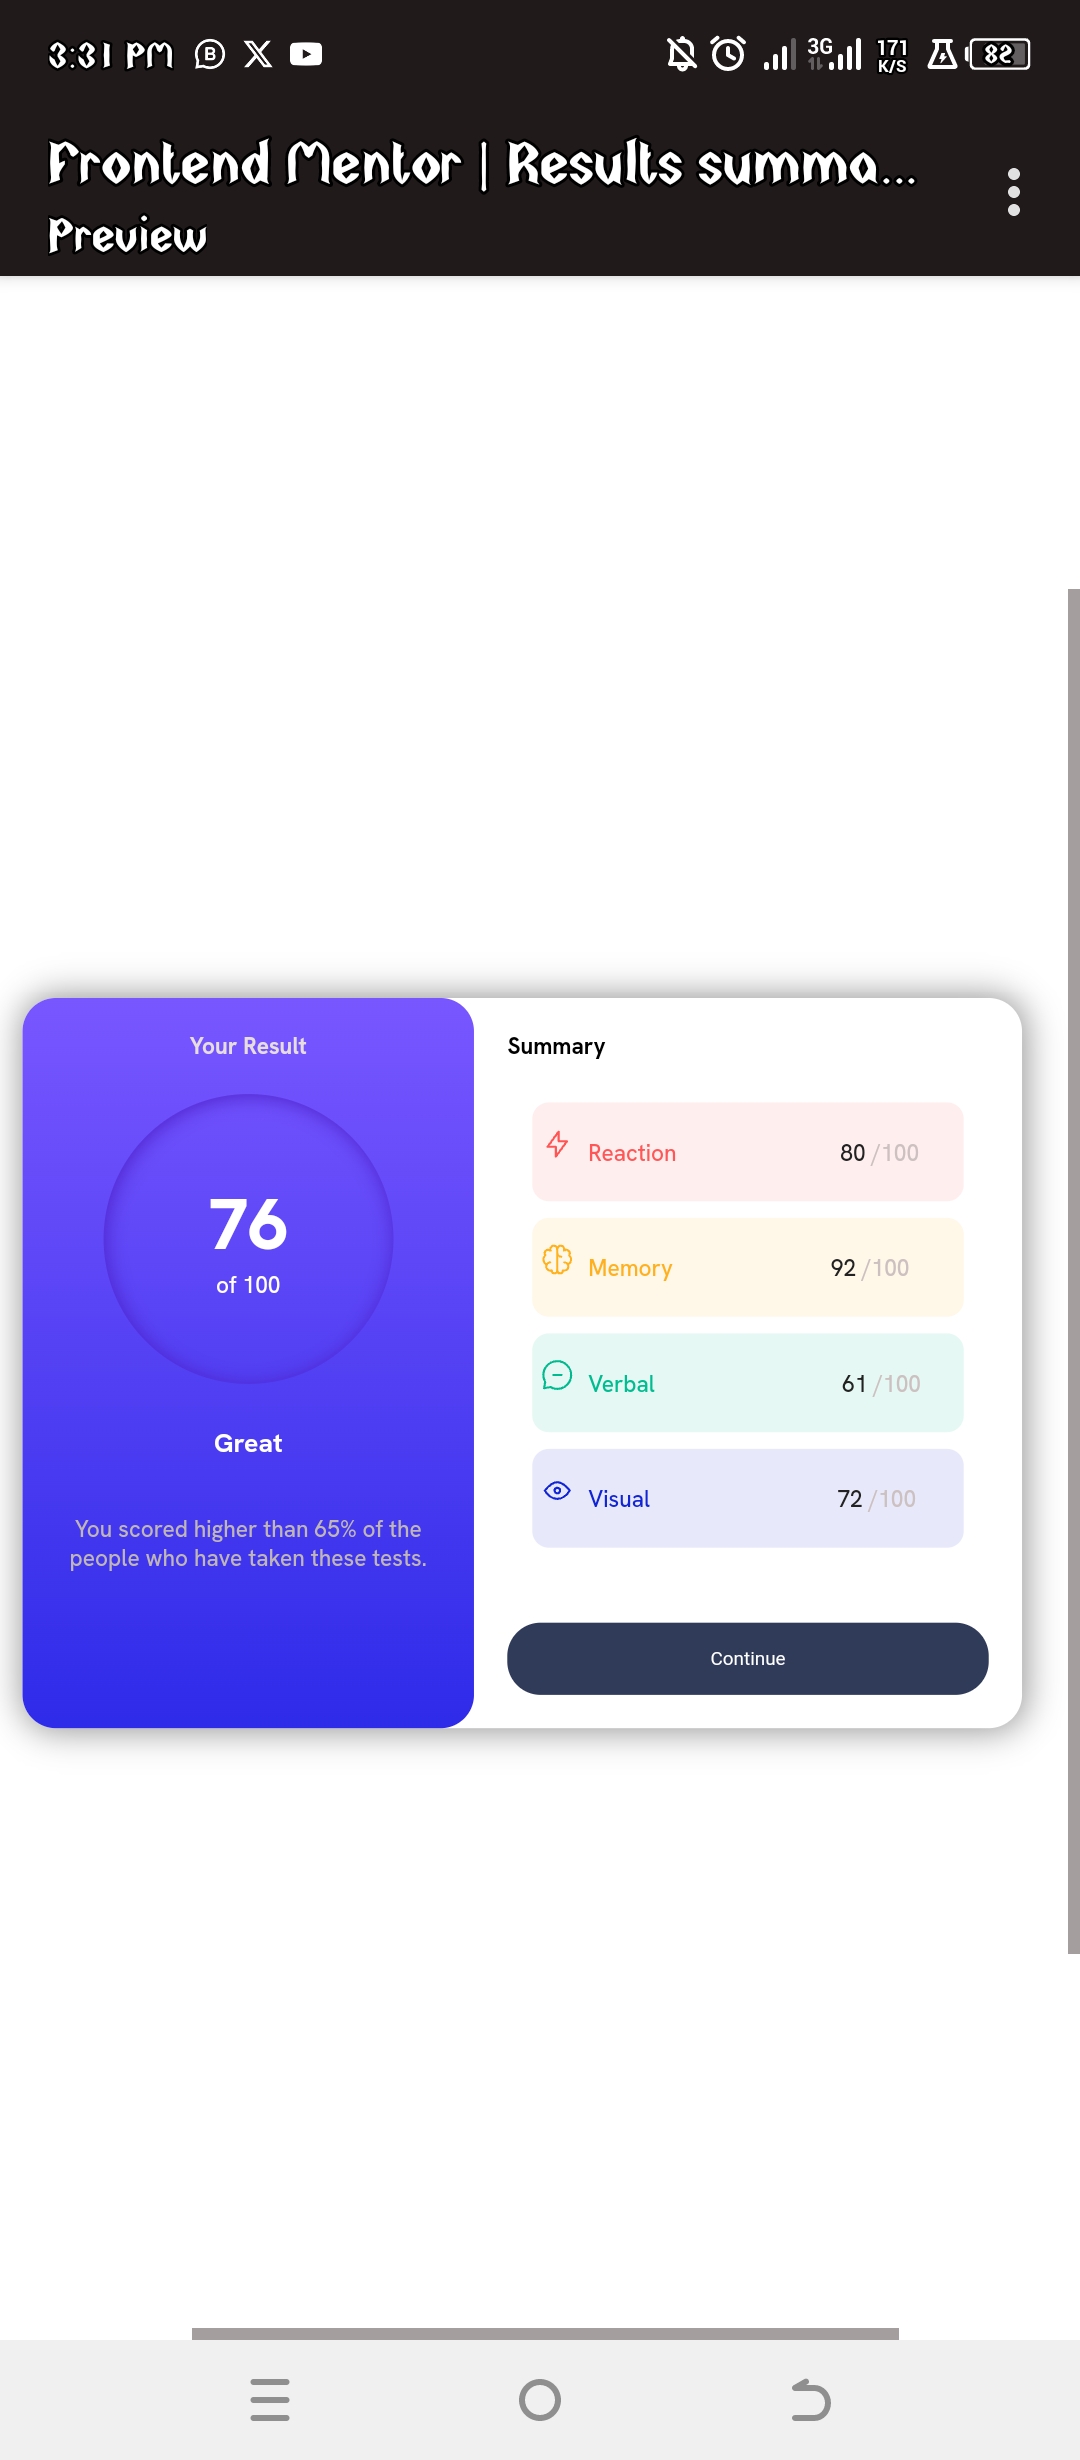 3:31 PM
3G
171
K/S
82
Frontend Mentor | Results summa...
Preview
Your Result
76
of 100
Great
You scored higher than 65% of the
people who have taken these tests.
Summary
Reaction 80 /100
Memory 92 /100
Verbal 61 /100
Visual 72 /100
Continue